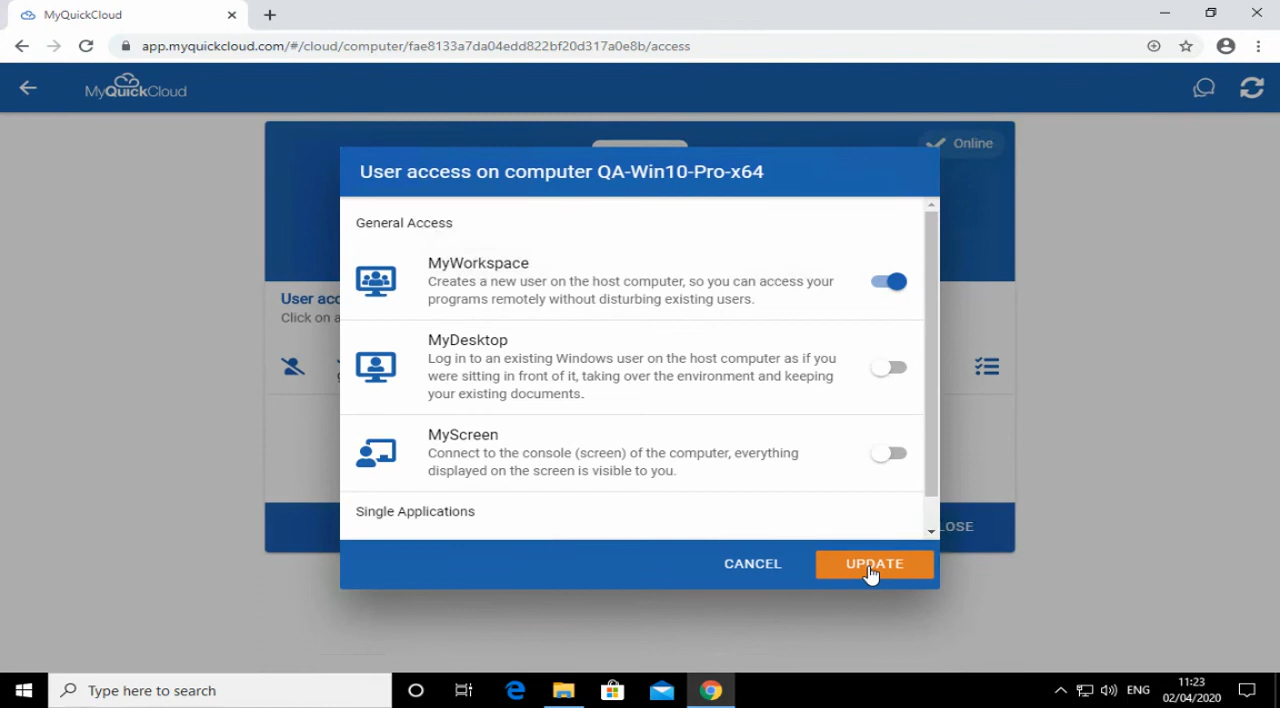 MyQuickCloud
app.myquickcloud.com/#/cloud/computer/fae8133a7da04edd822bf20d317a0e8b/access
MyQuickCloud
Online
User access on computer QA-Win10-Pro-x64
General Access
MyWorkspace
Creates a new user on the host computer, so you can access your
programs remotely without disturbing existing users.
MyDesktop
Log in to an existing Windows user on the host computer as if you
were sitting in front of it, taking over the environment and keeping
your existing documents.
MyScreen
Connect to the console (screen) of the computer, everything
displayed on the screen is visible to you.
Single Applications
User acc
Click on a
LOSE
CANCEL
UPDATE
Type here to search
ENG
11:23
02/04/2020